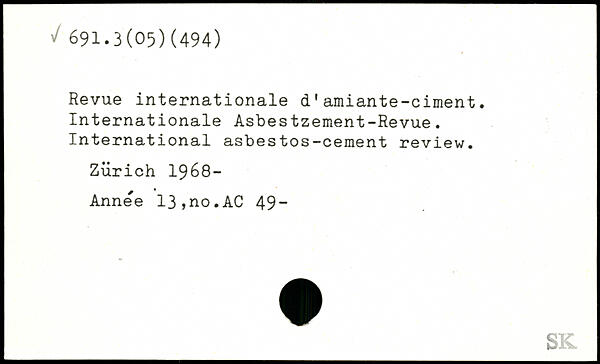 √ 691.3(05)(494)
Revue internationale d'amiante-ciment.
Internationale Asbestzement-Revue.
International asbestos-cement review.
Zürich 1968-
Année 13,no.AC 49-
SK